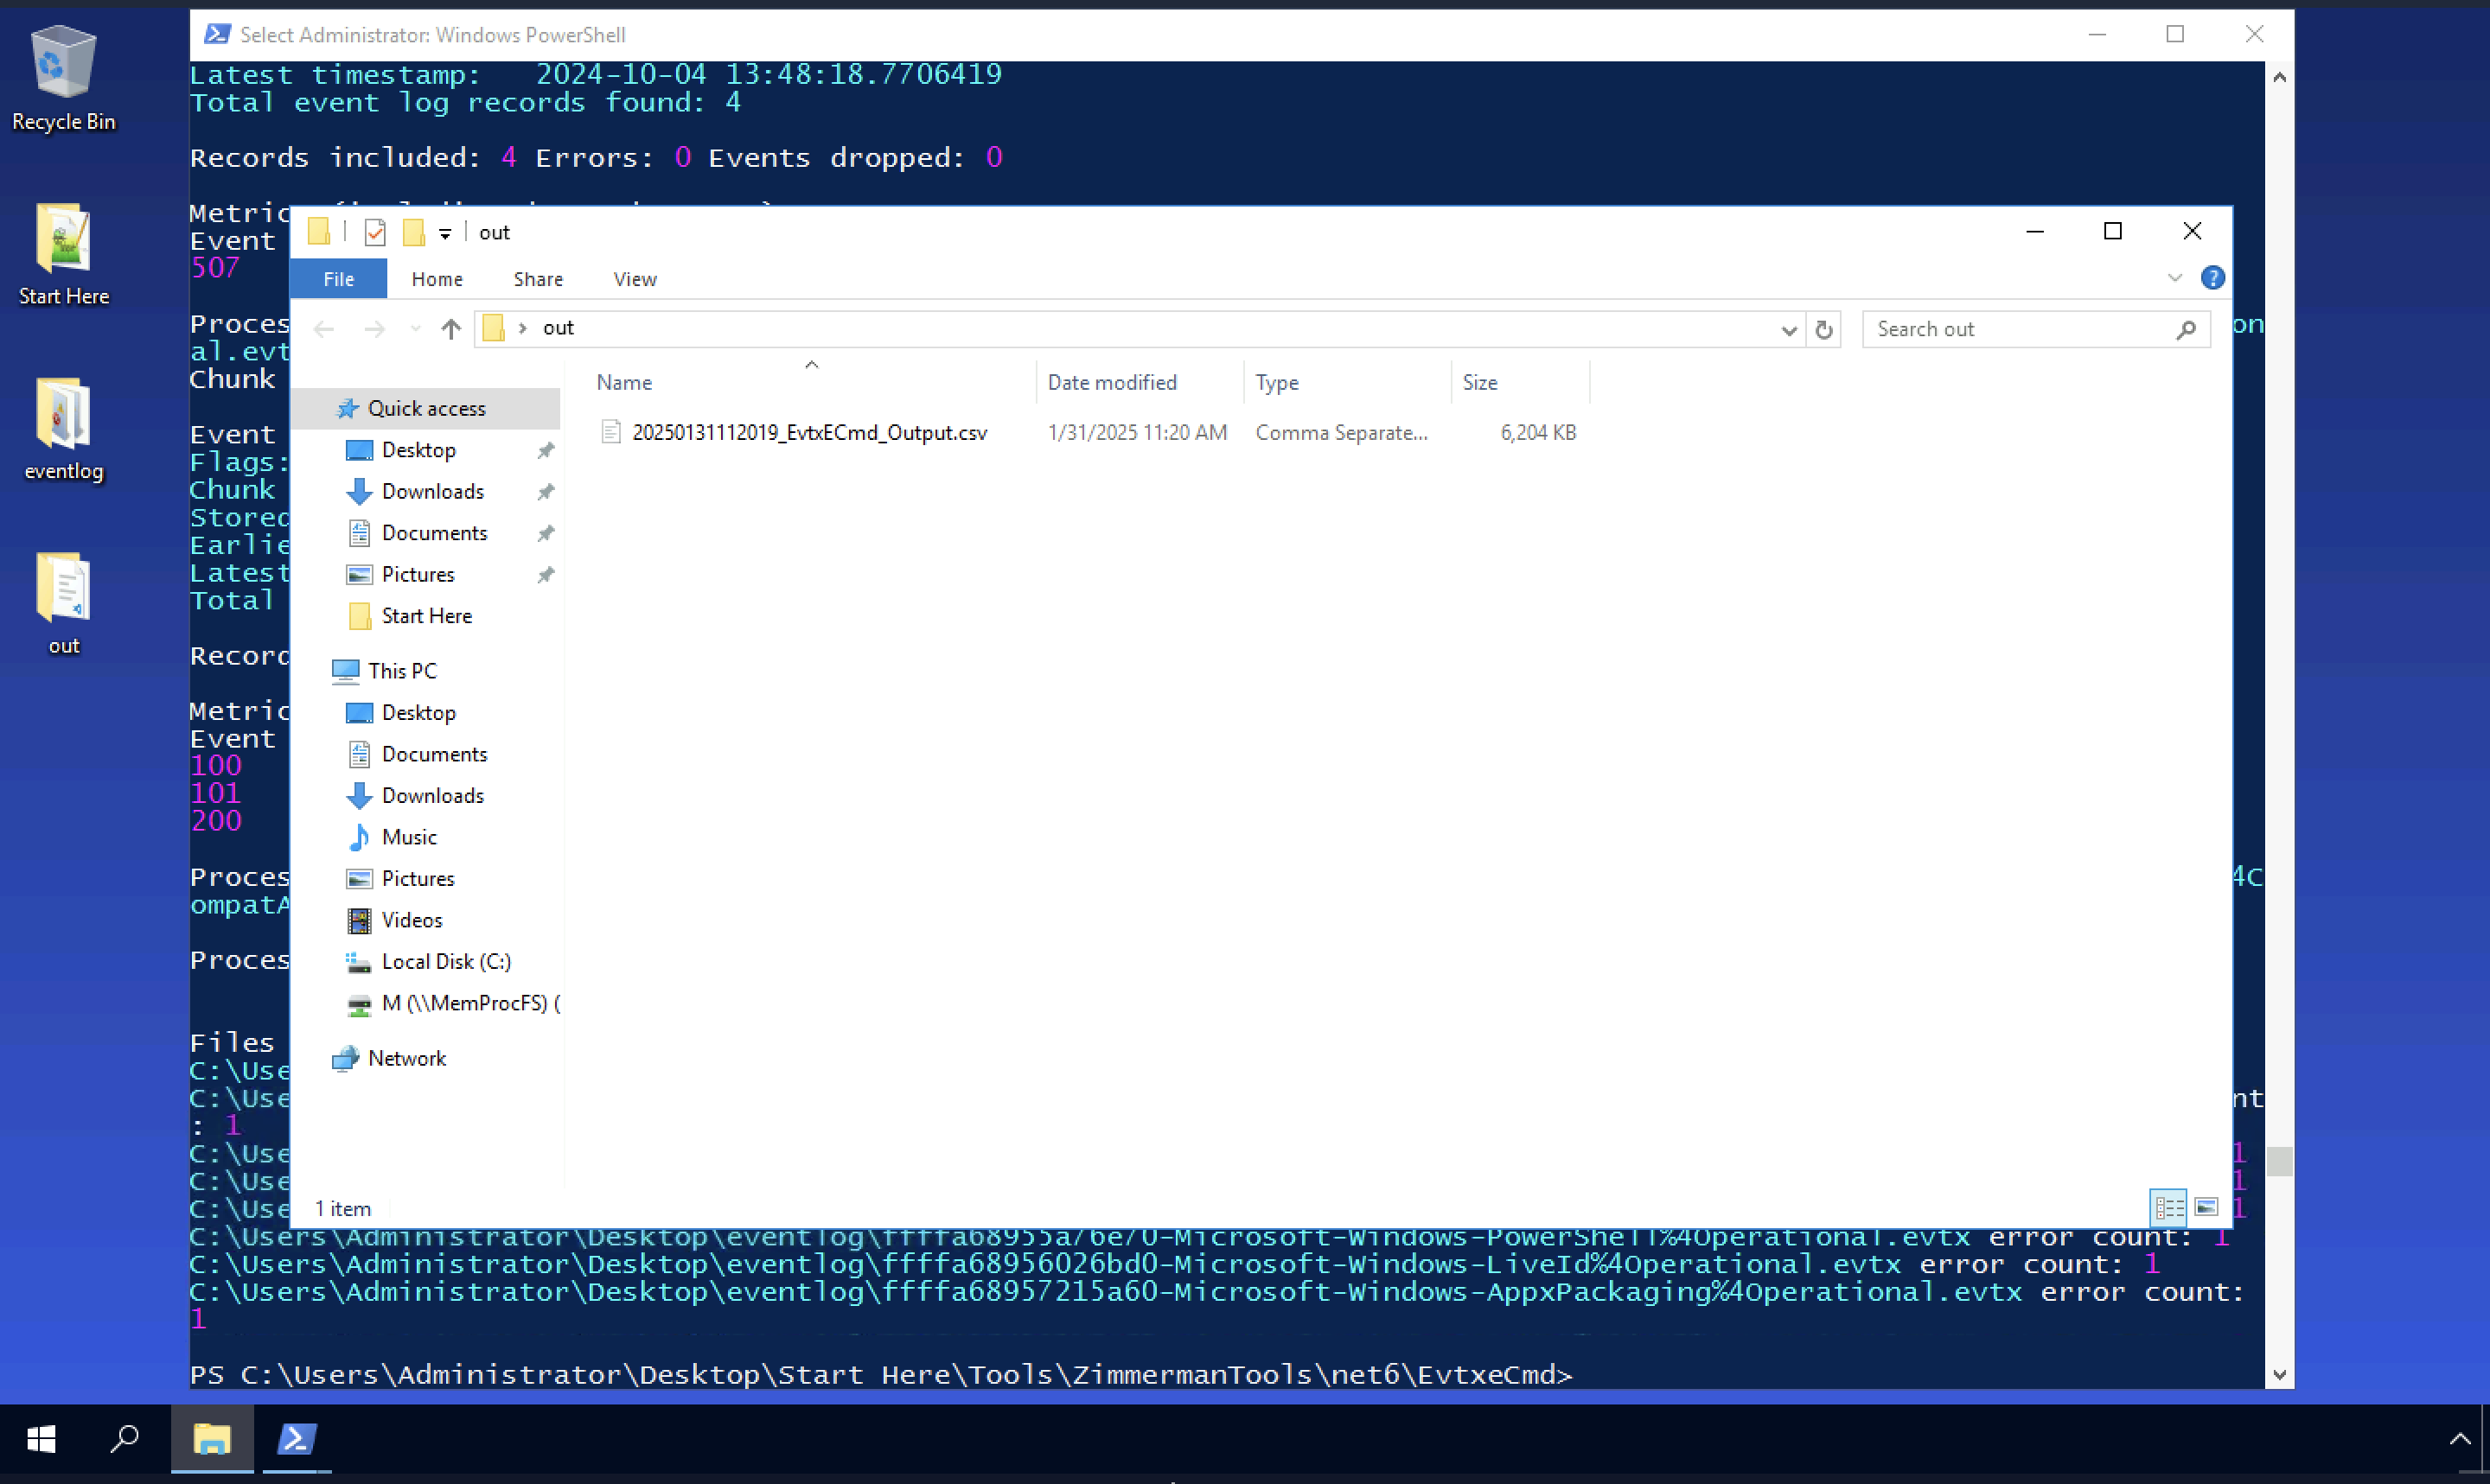 Recycle Bin
Start Here
eventlog
out
Select Administrator: Windows PowerShell
Latest timestamp: 2024-10-04 13:48:18.7706419
Total event log records found: 4
Records included: 4 Errors: 0 Events dropped: 0
Metric
Event
507
Proces
on
al.evt
Chunk
Event
Flags:
Chunk
Stored
Earlie
Latest
Total
Record
Metric
Event
100
101
200
Proces
4C
ompatA
Proces
Files
C:\Use
C:\Use
nt
: 1
C:\Use
1
C:\Use
1
C:\Use
1
C:\Users\Administrator\Desktop\eventlog\ffffa68955a76e70-Microsoft-Windows-PowerShell%4Operational.evtx error count: 1
C:\Users\Administrator\Desktop\eventlog\ffffa68956026bd0-Microsoft-Windows-LiveId%4Operational.evtx error count: 1
C:\Users\Administrator\Desktop\eventlog\ffffa68957215a60-Microsoft-Windows-AppxPackaging%4Operational.evtx error count:
1
PS C:\Users\Administrator\Desktop\Start Here\Tools\ZimmermanTools\net6\EvtxeCmd>
out
File Home Share View
out
Search out
Name Date modified Type Size
20250131112019_EvtxECmd_Output.csv 1/31/2025 11:20 AM Comma Separate... 6,204 KB
Quick access
Desktop
Downloads
Documents
Pictures
Start Here
This PC
Desktop
Documents
Downloads
Music
Pictures
Videos
Local Disk (C:)
M (\\MemProcFS) (
Network
1 item